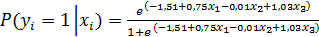 P(y_i = 1|x_i) = \frac{e^{(-1,51+0,75x_1-0,01x_2+1,03x_3)}}{1+e^{(-1,51+0,75x_1-0,01x_2+1,03x_3)}}